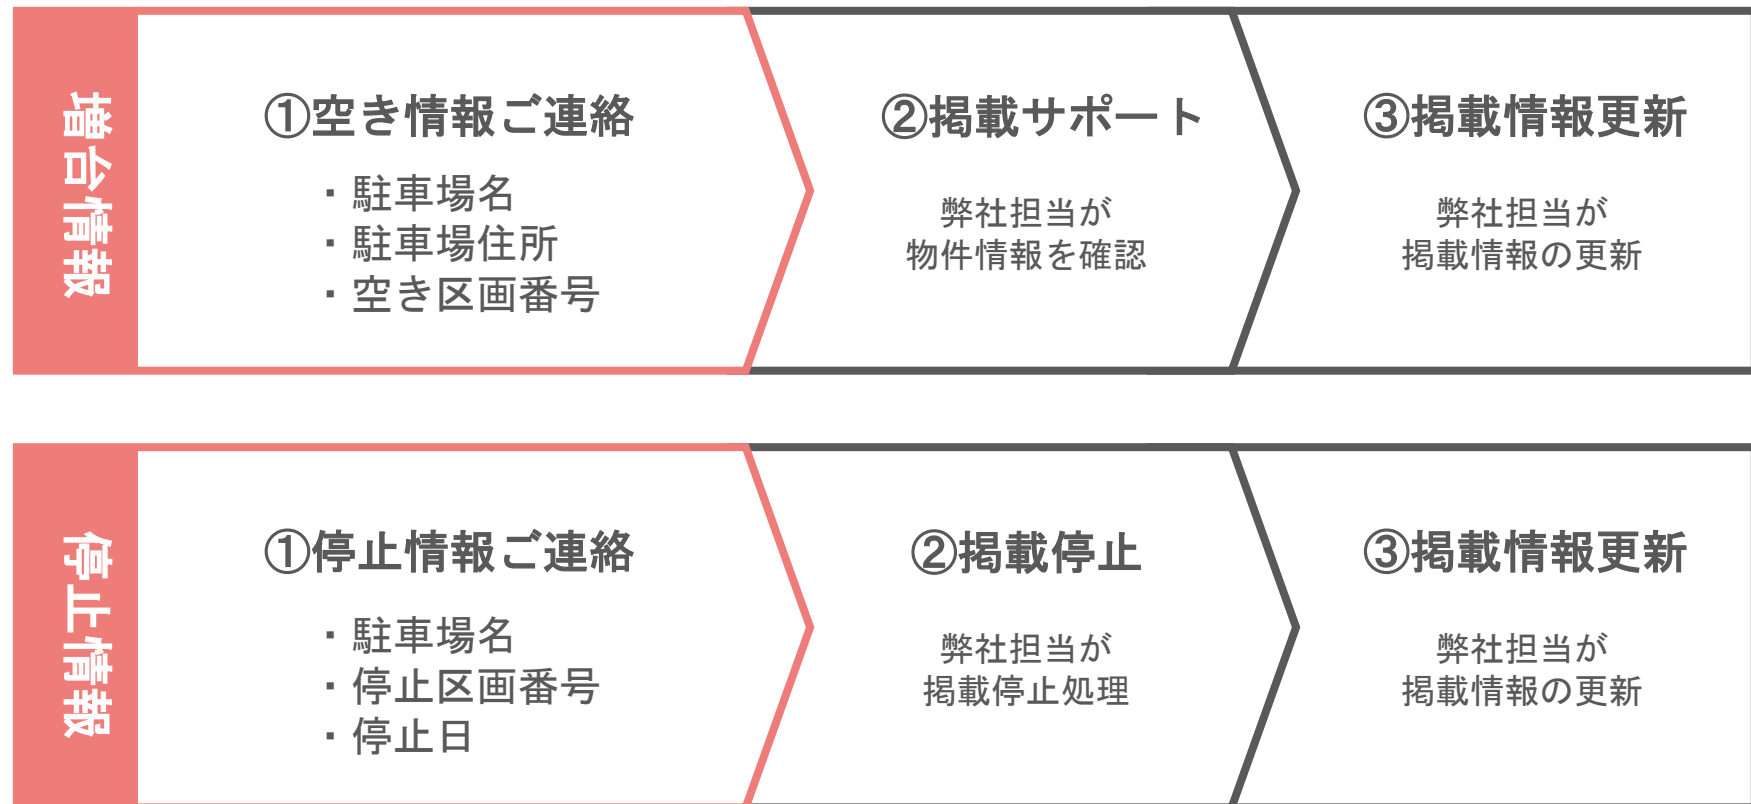 増台情報
①空き情報ご連絡
・駐車場名
・駐車場住所
・空き区画番号
②掲載サポート
弊社担当が
物件情報を確認
③掲載情報更新
弊社担当が
掲載情報の更新
停止情報
①停止情報ご連絡
・駐車場名
・停止区画番号
・停止日
②掲載停止
弊社担当が
掲載停止処理
③掲載情報更新
弊社担当が
掲載情報の更新